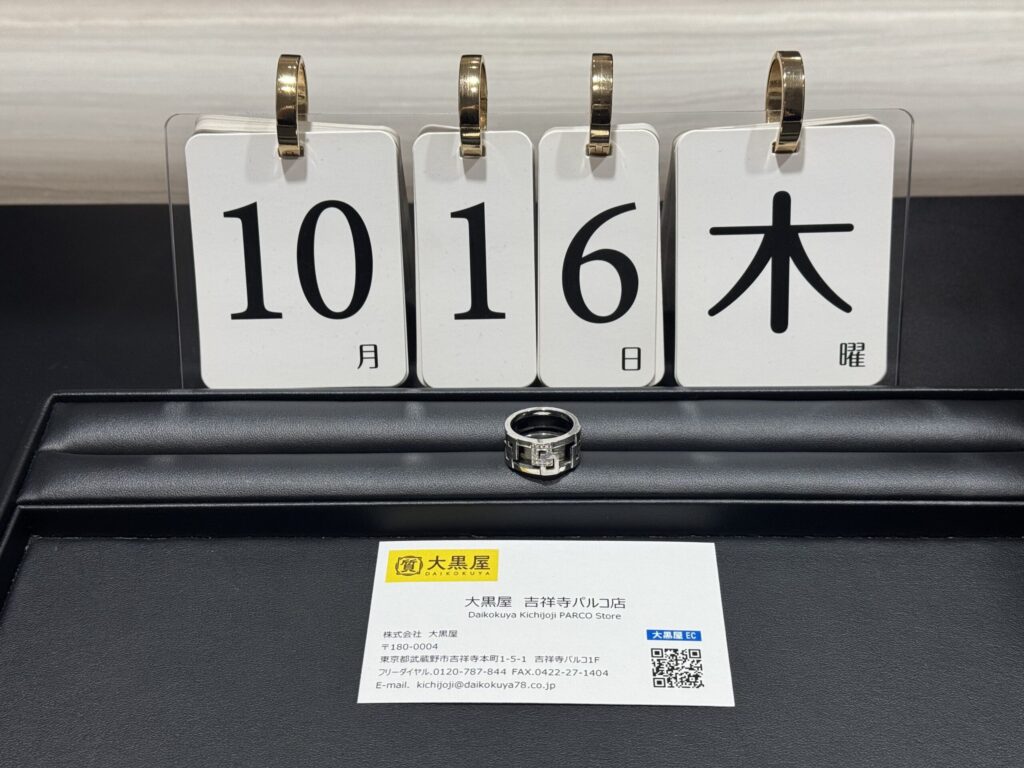 10月 16日 木曜
質 大黒屋
DAIKOKUYA
大黒屋 吉祥寺パルコ店
Daikokuya Kichijoji PARCO Store
株式会社 大黒屋
〒180-0004
東京都武蔵野市吉祥寺本町1-5-1 吉祥寺パルコ1F
フリーダイヤル.0120-787-844 FAX.0422-27-1404
E-mail. kichijoji@daikokuya78.co.jp
大黒屋 EC